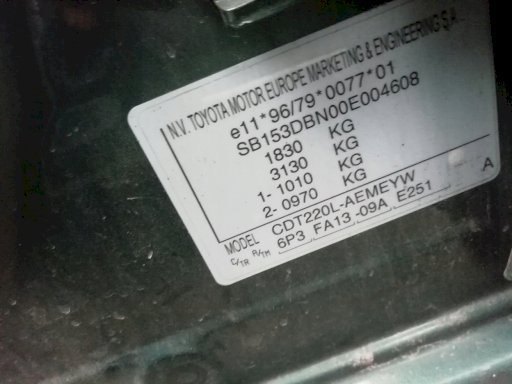 N.V. TOYOTA MOTOR EUROPE MARKETING & ENGINEERING S.A.
e11*96/79*0077*01
SB153DBN00E004608
1830 KG
3130 KG
1- 1010 KG
2- 0970 KG
MODEL CDT220L-AEMEYW
C/TR R/TM 6P3 FA13 -09A E251 A